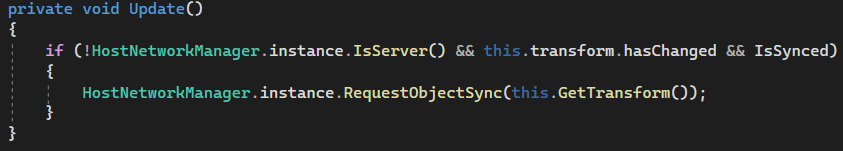 private void Update()
{
if (!HostNetworkManager.instance.IsServer() && this.transform.hasChanged && IsSynced)
{
HostNetworkManager.instance.RequestObjectSync(this.GetTransform());
}
}